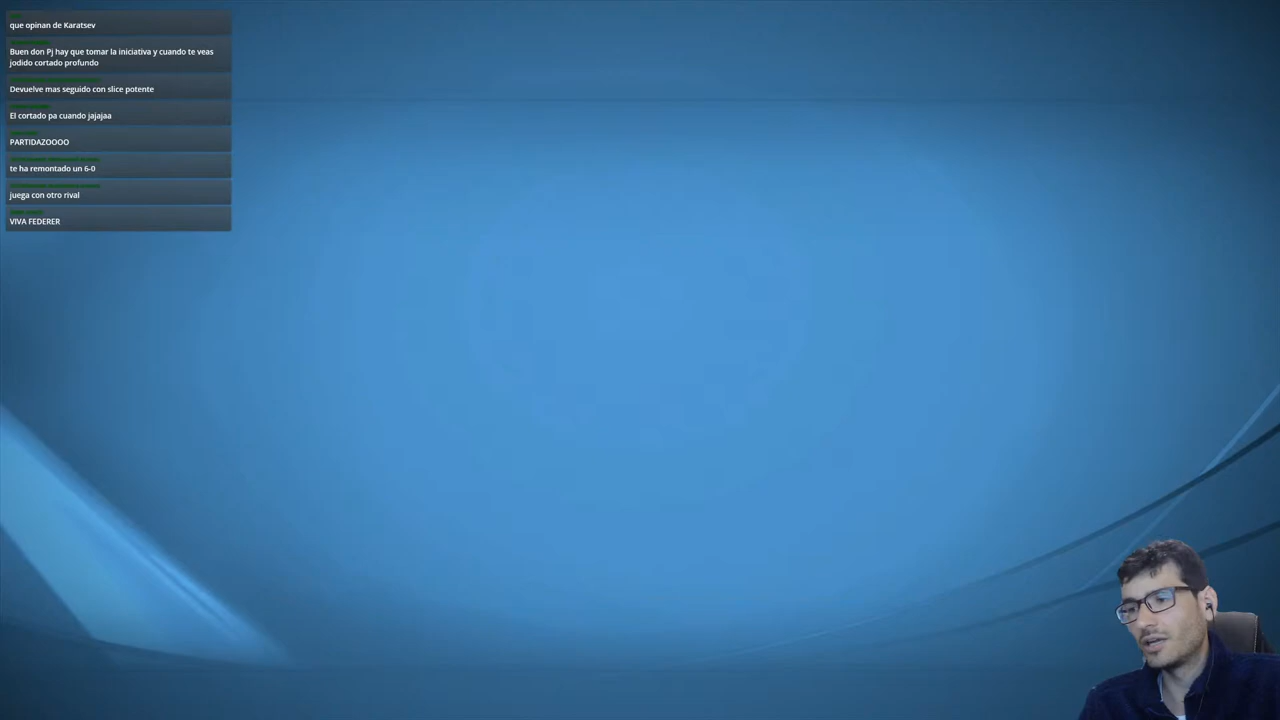 que opinan de Karatsev
Buen don Pj hay que tomar la iniciativa y cuando te veas
jodido cortado profundo
Devuelve mas seguido con slice potente
El cortado pa cuando jajajaa
PARTIDAZOOOO
te ha remontado un 6-0
juega con otro rival
VIVA FEDERER